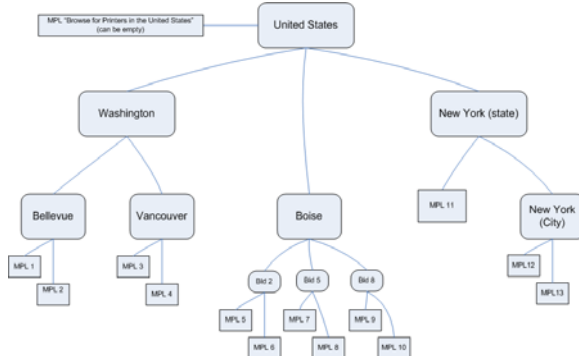 MPL "Browse for Printers in the United States"
(can be empty)
United States
Washington
New York (state)
Bellevue
Vancouver
Boise
MPL 11
New York
(City)
MPL 1
MPL 2
MPL 3
MPL 4
Bld 2
Bld 5
Bld 8
MPL12
MPL13
MPL 5
MPL 6
MPL 7
MPL 8
MPL 9
MPL 10